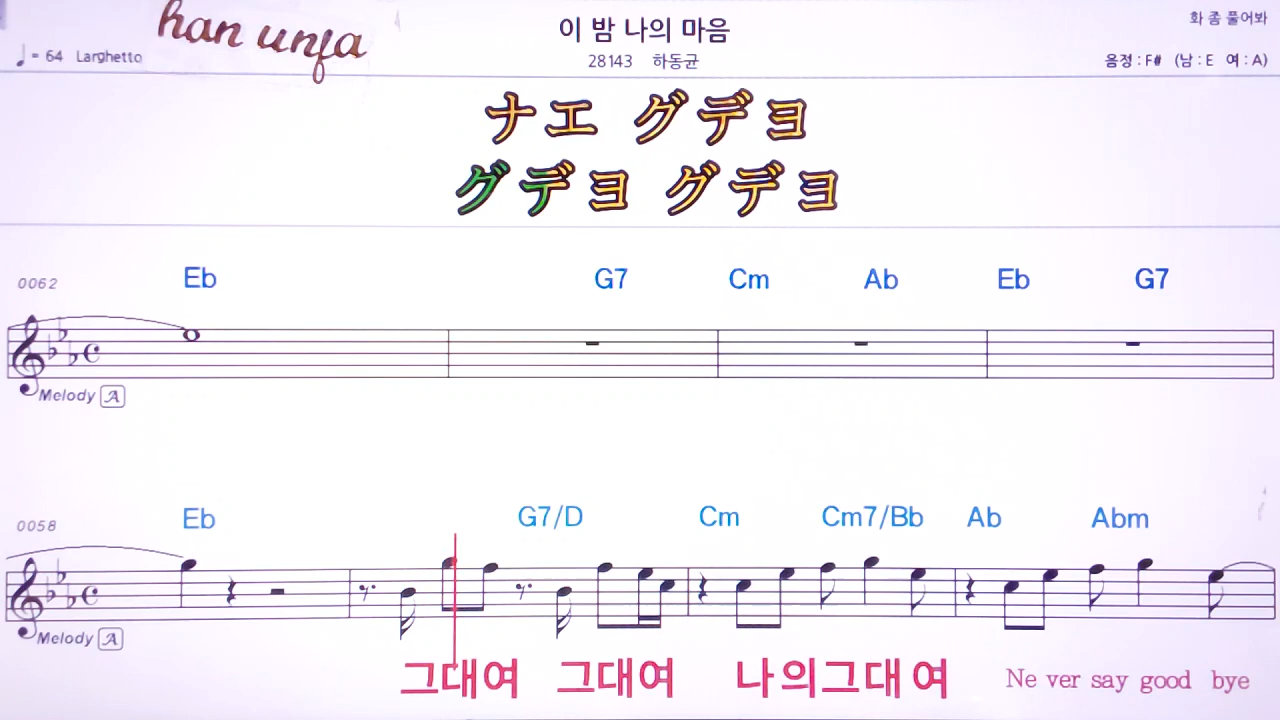 han unfa
이 밤 나의 마음
화 좀 풀어봐
♩= 64 Larghetto
28143 하동균
음정 : F# (남 : E 여 : A)
ナエ グデヨ
グデヨ グデヨ
0062 Eb G7 Cm Ab Eb G7
Melody A
0058 Eb G7/D Cm Cm7/Bb Ab Abm
Melody A
그대여 그대여 나의그대여 Ne ver say good bye